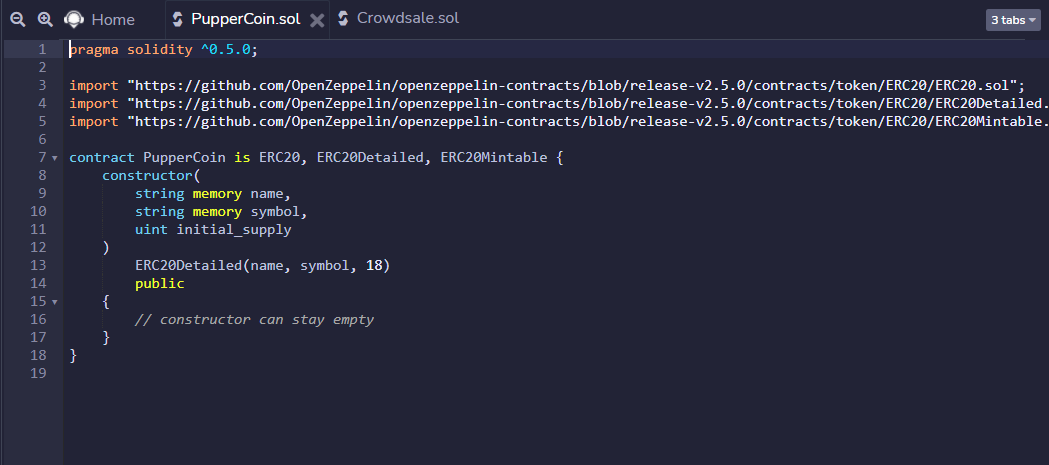 Home PupperCoin.sol Crowdsale.sol 3 tabs
1 pragma solidity ^0.5.0;
2
3 import "https://github.com/OpenZeppelin/openzeppelin-contracts/blob/release-v2.5.0/contracts/token/ERC20/ERC20.sol";
4 import "https://github.com/OpenZeppelin/openzeppelin-contracts/blob/release-v2.5.0/contracts/token/ERC20/ERC20Detailed.
5 import "https://github.com/OpenZeppelin/openzeppelin-contracts/blob/release-v2.5.0/contracts/token/ERC20/ERC20Mintable.
6
7 contract PupperCoin is ERC20, ERC20Detailed, ERC20Mintable {
8     constructor(
9         string memory name,
10         string memory symbol,
11         uint initial_supply
12     )
13         ERC20Detailed(name, symbol, 18)
14         public
15     {
16         // constructor can stay empty
17     }
18 }
19